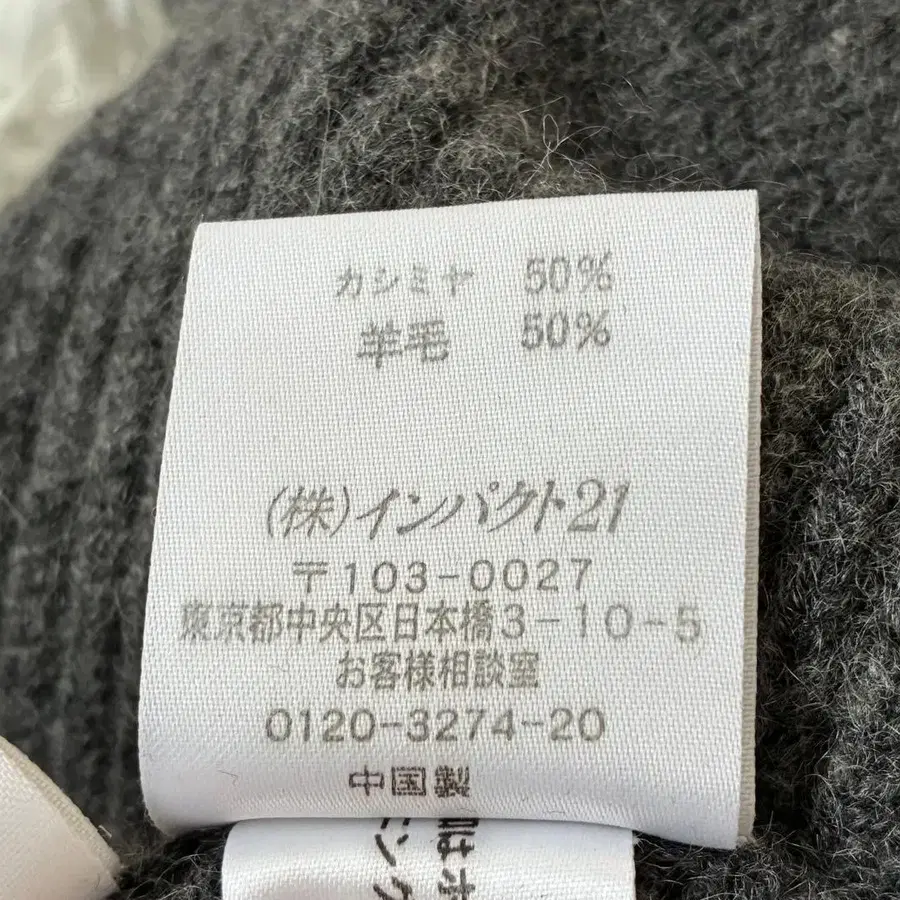 カシミヤ 50%
羊毛 50%
(株)インパクト21
〒103-0027
東京都中央区日本橋3-10-5
お客様相談室
0120-3274-20
中国製